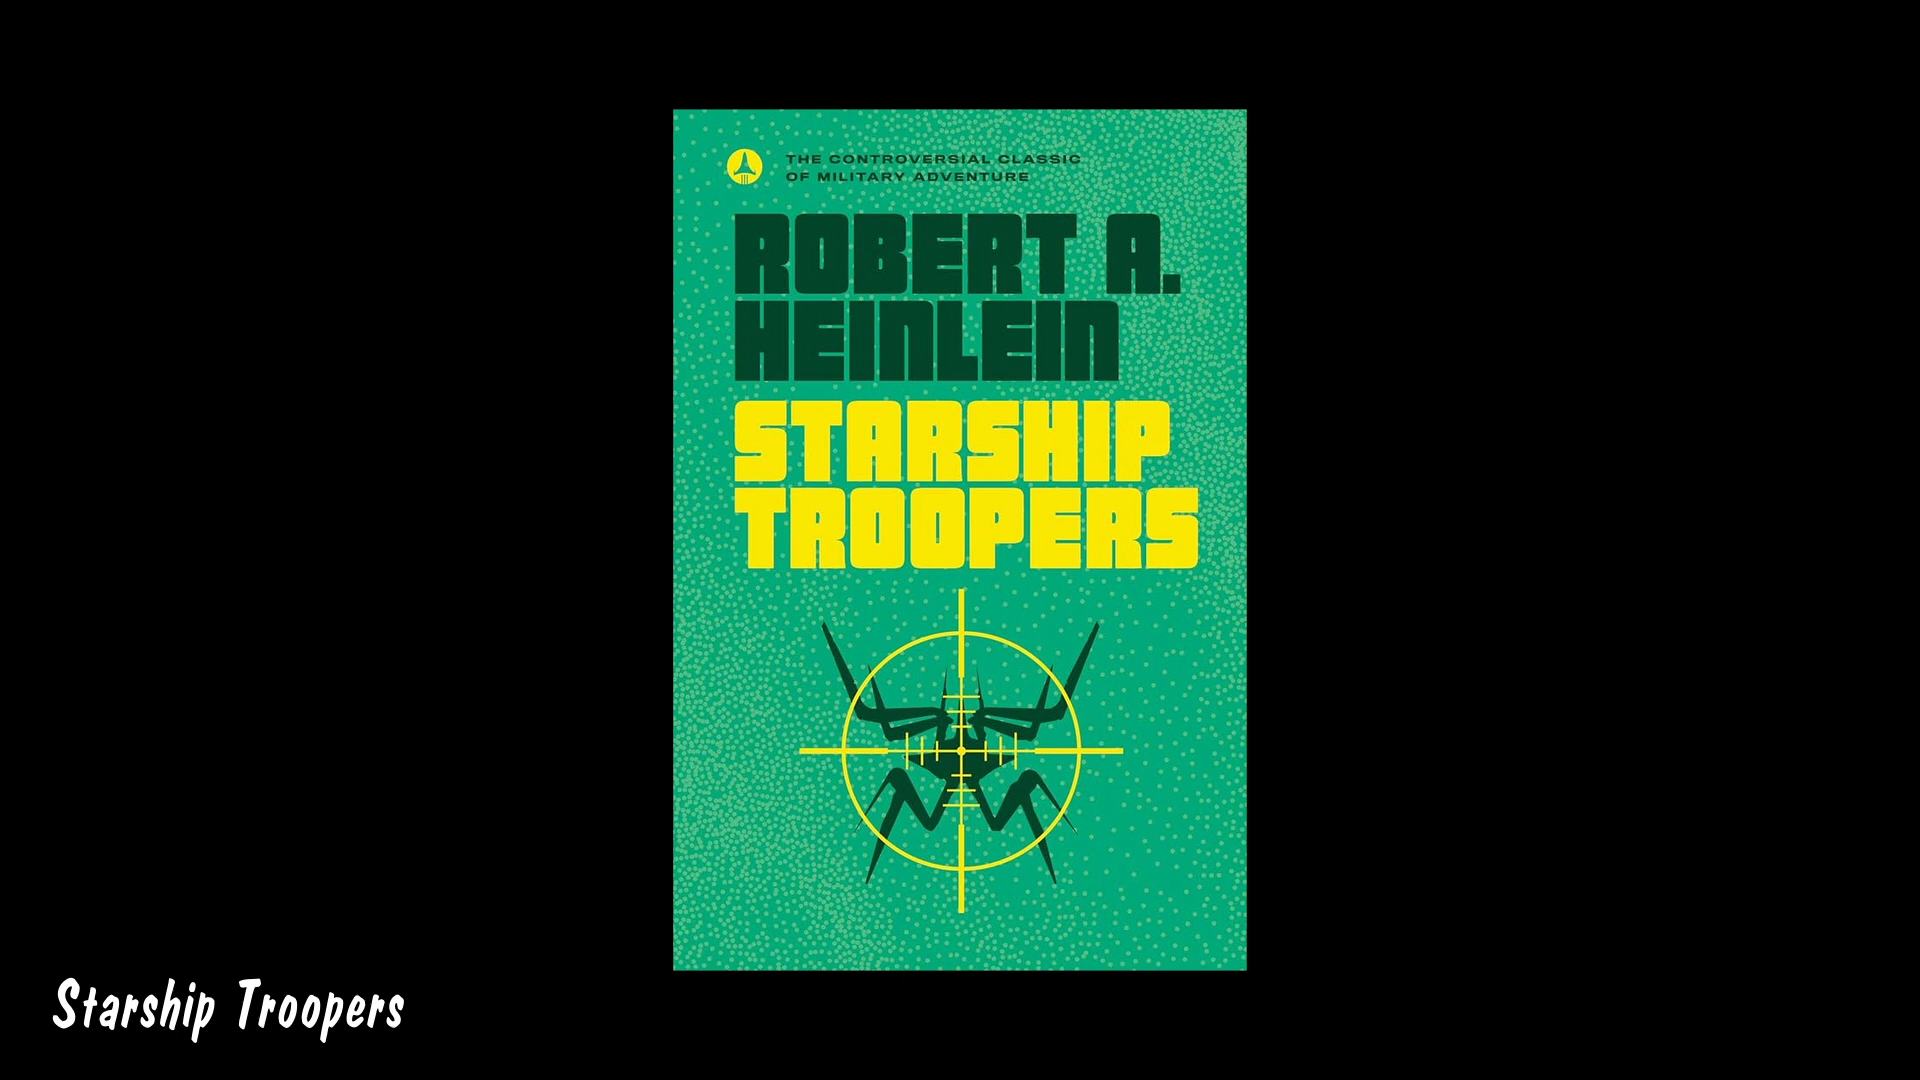 THE CONTROVERSIAL CLASSIC
OF MILITARY ADVENTURE
ROBERT A.
HEINLEIN
STARSHIP
TROOPERS
Starship Troopers